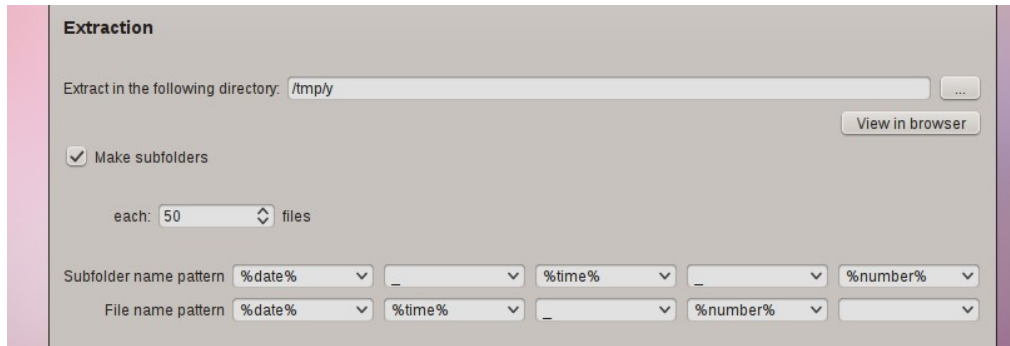 Extraction
Extract in the following directory: /tmp/y ...
View in browser
Make subfolders
each: 50 files
Subfolder name pattern %date% _ %time% _ %number%
File name pattern %date% %time% _ %number%